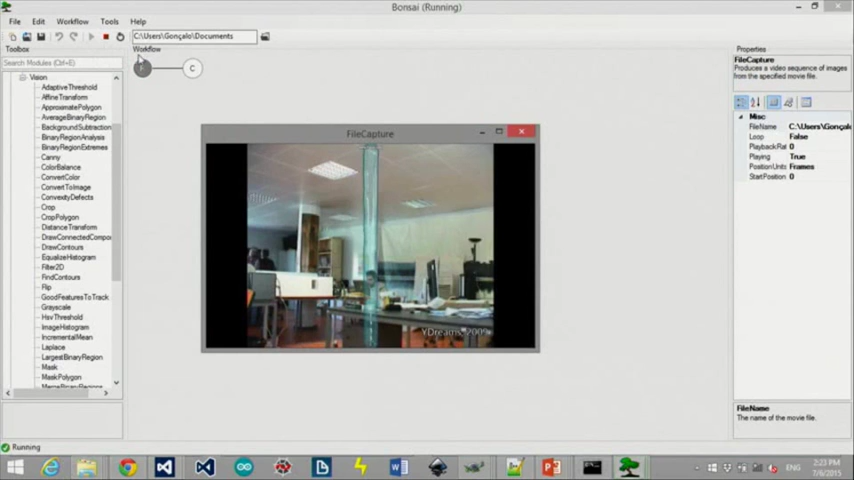 Bonsai (Running)
File Edit Workflow Tools Help
C:\Users\Gonçalo\Documents
Toolbox
Workflow
Properties
Search Modules (Ctrl+E)
Vision
AdaptiveThreshold
AffineTransform
ApproximatePolygon
AverageBinaryRegion
BackgroundSubtraction
BinaryRegionAnalysis
BinaryRegionExtremes
Canny
ColorBalance
ConvertColor
ConvertToImage
ConvexityDefects
Crop
CropPolygon
DistanceTransform
DrawConnectedCompo
DrawContours
EqualizeHistogram
Filter2D
FindContours
Flip
GoodFeaturesToTrack
Grayscale
HsvThreshold
ImageHistogram
IncrementalMean
Laplace
LargestBinaryRegion
Mask
MaskPolygon
MergeBinaryRegions
C
FileCapture
YDreams 2009
FileCapture
Produces a video sequence of images
from the specified movie file.
Misc
FileName C:\Users\Gonçalo
Loop False
PlaybackRat 0
Playing True
PositionUnits Frames
StartPosition 0
FileName
The name of the movie file.
Running
ENG
2:23 PM
7/6/2015